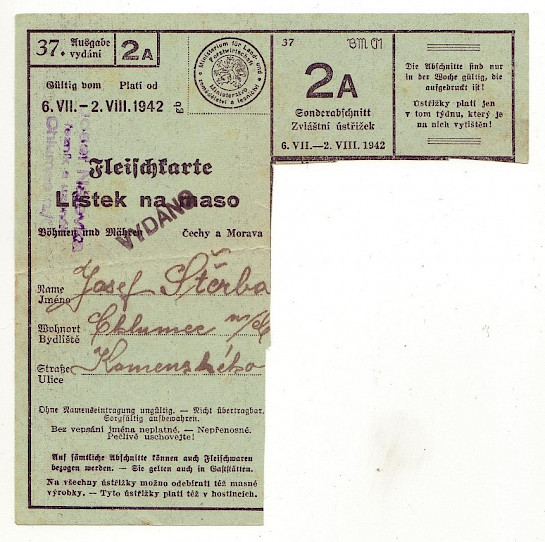 37. Ausgabe
vydání
2A
Gültig vom Platí od
6. VII. - 2. VIII. 1942
gb
Ministerium für Land- und Forstwirtschaft
Ministerstvo zemědělství a lesnictví
Fleischkarte
Lístek na maso
VYDÁNO
Böhmen und Mähren Čechy a Morava
Name
Jméno
Josef Štěrba
Wohnort
Bydliště
Chlumec n/C
Straße
Ulice
Komenského
Ohne Namenseintragung ungültig. — Nicht übertragbar.
Sorgfältig aufbewahren.
Bez vepsání jména neplatné. — Nepřenosné.
Pečlivě uschovejte!
Auf sämtliche Abschnitte können auch Fleischwaren
bezogen werden. — Sie gelten auch in Gaststätten.
Na všechny ústřižky možno odebírati též masné
výrobky. — Tyto ústřižky platí též v hostincích.
37 BM ČM
2A
Sonderabschnitt
Zvláštní ústřižek
6. VII.—2. VIII. 1942
Die Abschnitte sind nur
in der Woche gültig, die
aufgedruckt ist!
Ústřižky platí jen
v tom týdnu, který je
na nich vytištěn!